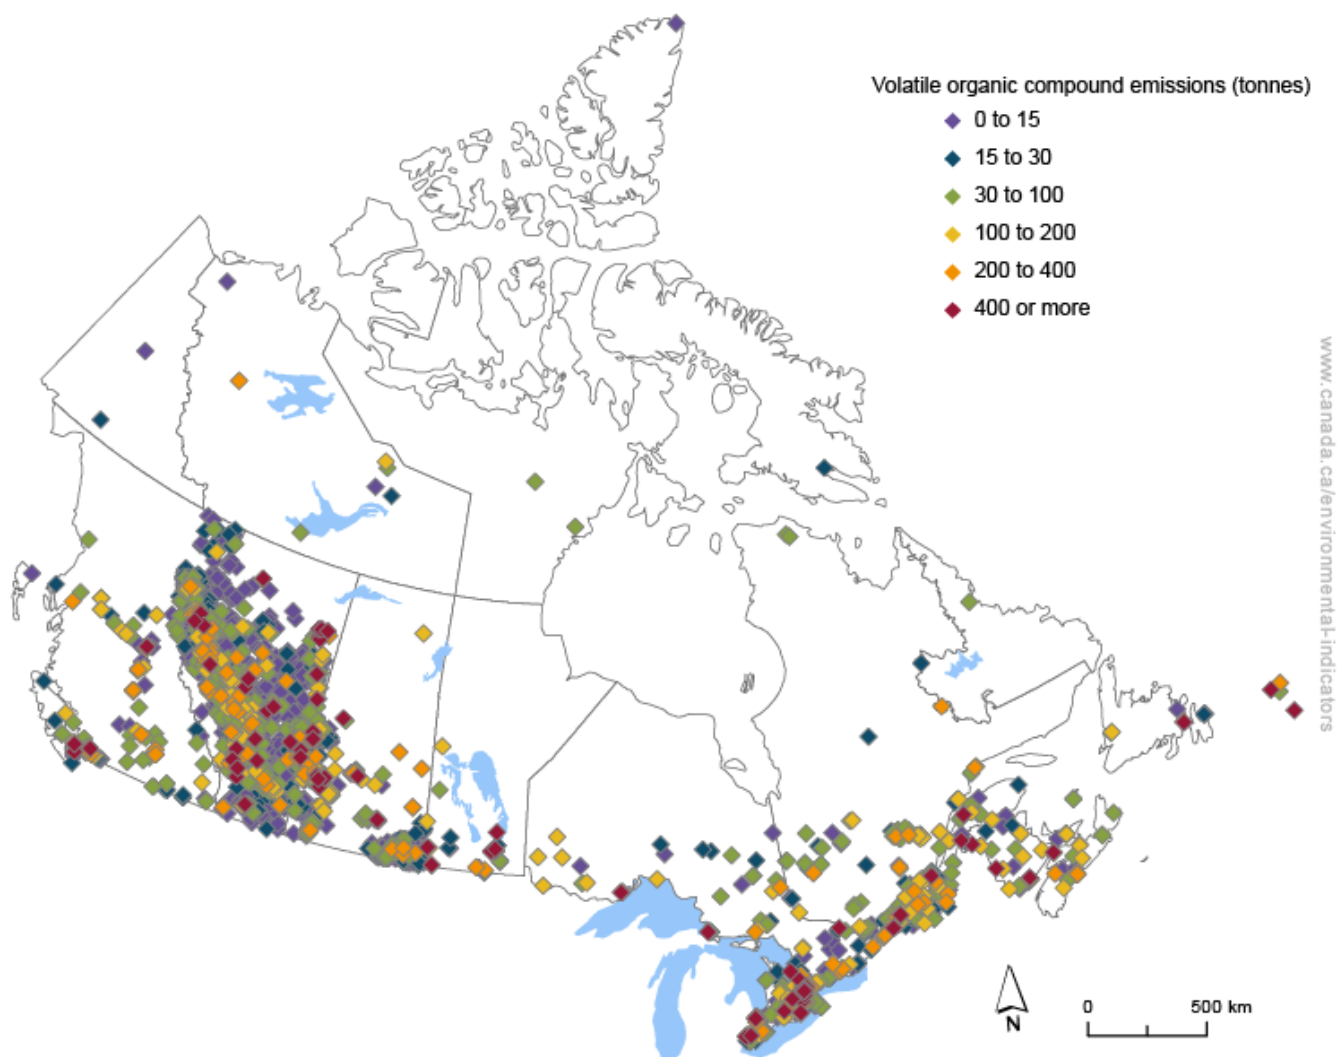 Volatile organic compound emissions (tonnes)
0 to 15
15 to 30
30 to 100
100 to 200
200 to 400
400 or more
www.canada.ca/environmental-indicators
N
0 500 km